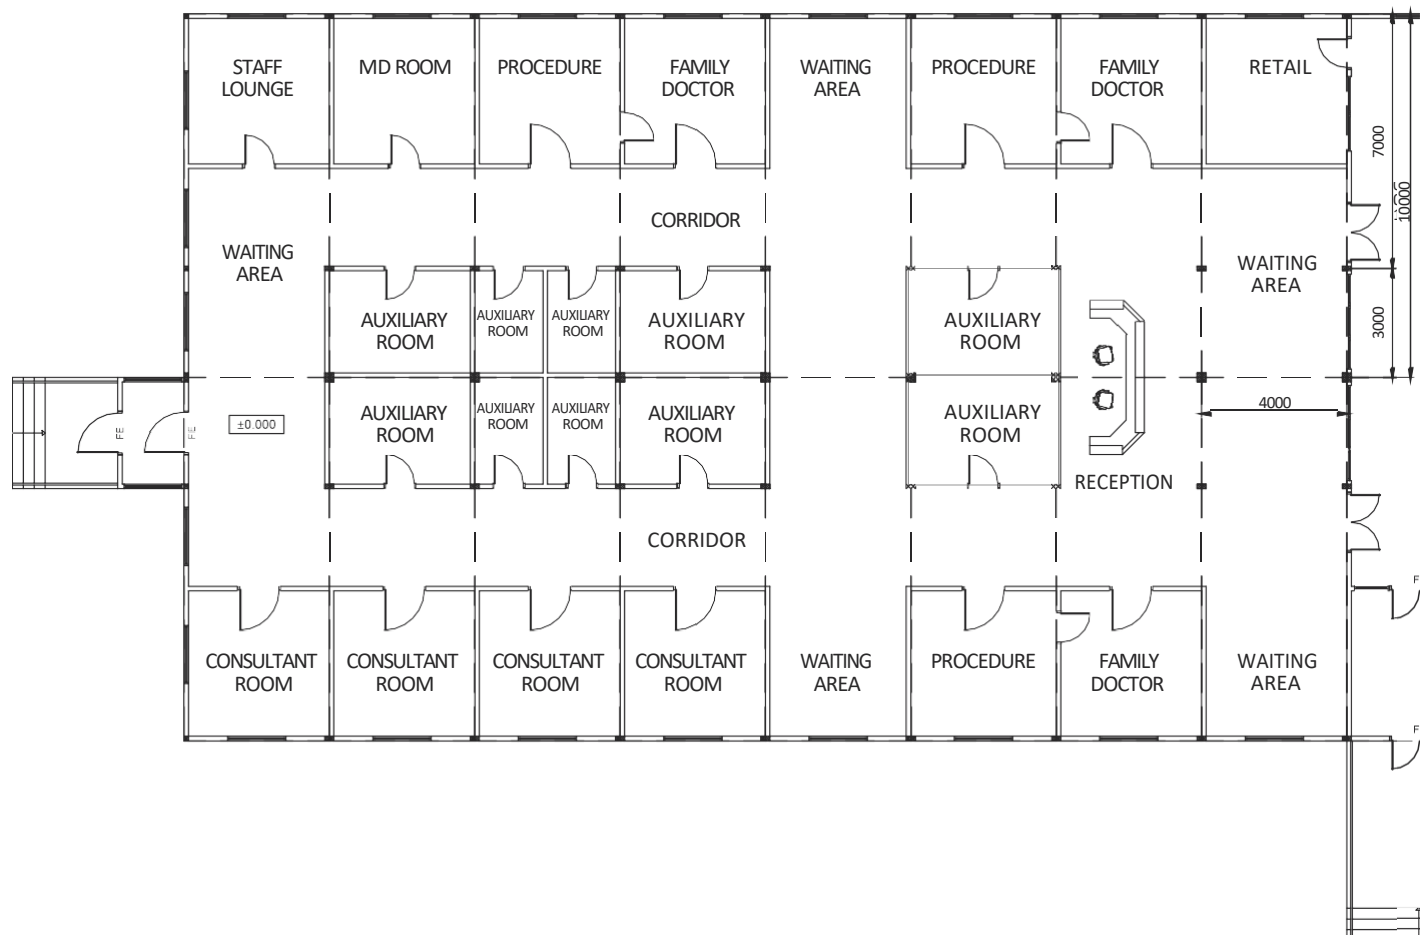 STAFF
LOUNGE
MD ROOM
PROCEDURE
FAMILY
DOCTOR
WAITING
AREA
PROCEDURE
FAMILY
DOCTOR
RETAIL
7000
10000
CORRIDOR
WAITING
AREA
WAITING
AREA
AUXILIARY
ROOM
AUXILIARY
ROOM
AUXILIARY
ROOM
AUXILIARY
ROOM
AUXILIARY
ROOM
3000
AUXILIARY
ROOM
AUXILIARY
ROOM
AUXILIARY
ROOM
AUXILIARY
ROOM
AUXILIARY
ROOM
4000
FE
FE
±0.000
RECEPTION
CORRIDOR
F
CONSULTANT
ROOM
CONSULTANT
ROOM
CONSULTANT
ROOM
CONSULTANT
ROOM
WAITING
AREA
PROCEDURE
FAMILY
DOCTOR
WAITING
AREA
F